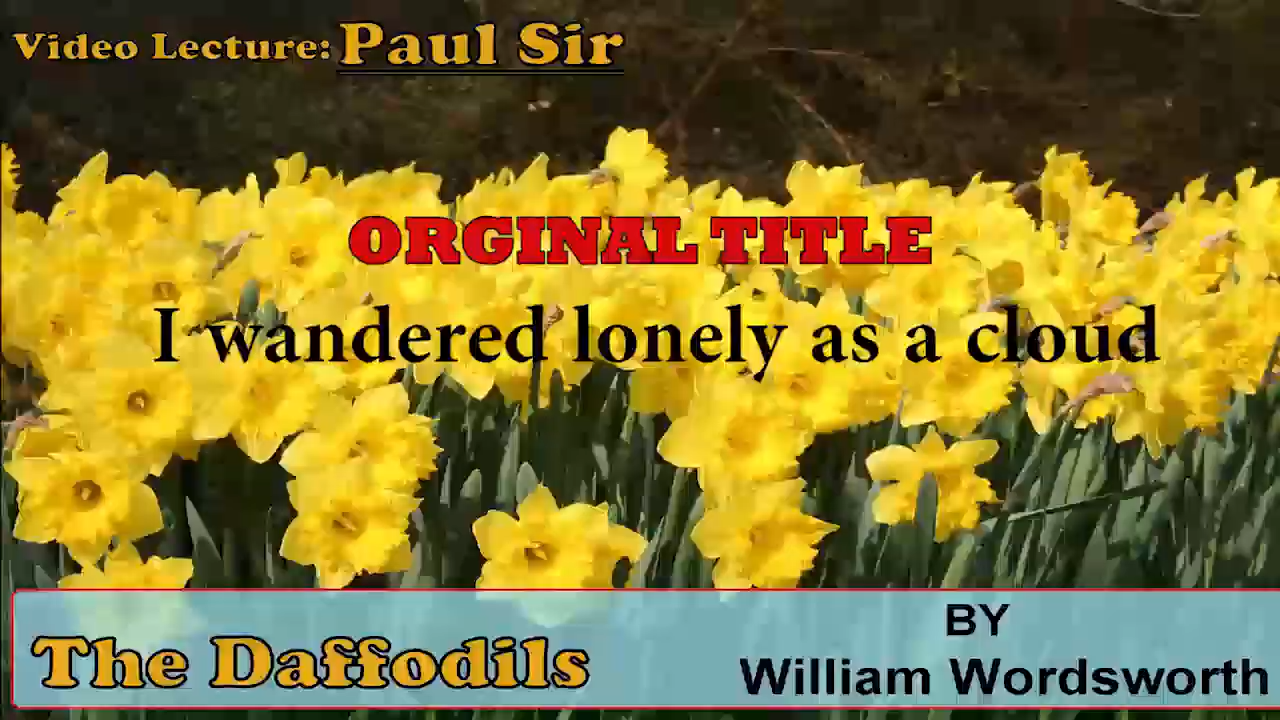 Video Lecture: Paul Sir
ORGINAL TITLE
I wandered lonely as a cloud
The Daffodils
BY
William Wordsworth